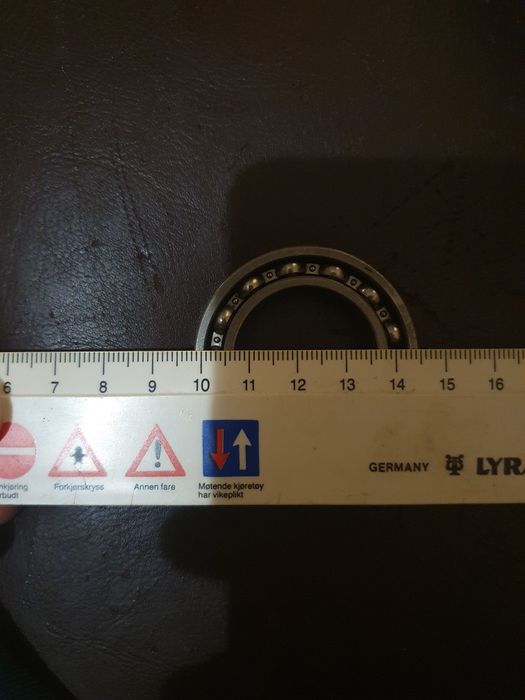 6 7 8 9 10 11 12 13 14 15 16
Forkjørskryss
Annen fare
Møtende kjøretøy
har vikeplikt
GERMANY